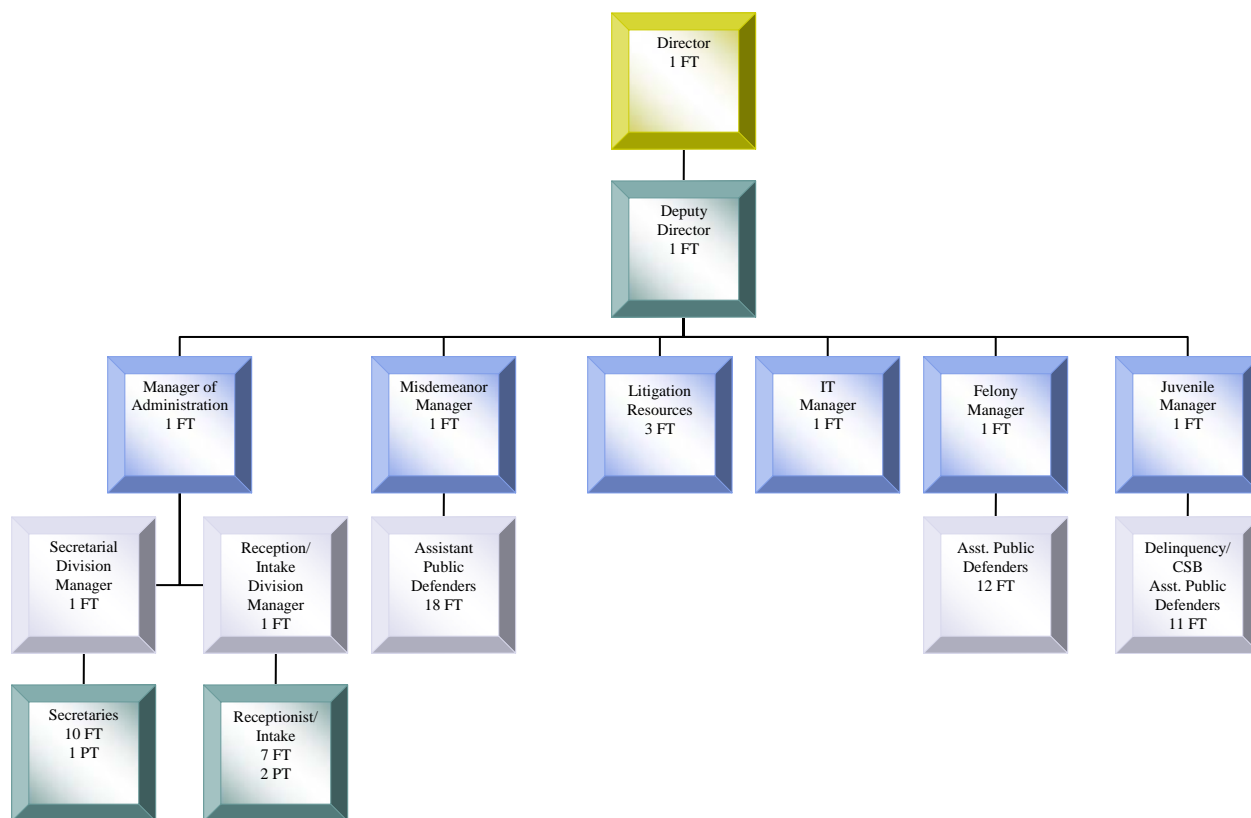 Director
1 FT
Deputy
Director
1 FT
Manager of
Administration
1 FT
Misdemeanor
Manager
1 FT
Litigation
Resources
3 FT
IT
Manager
1 FT
Felony
Manager
1 FT
Juvenile
Manager
1 FT
Secretarial
Division
Manager
1 FT
Reception/
Intake
Division
Manager
1 FT
Assistant
Public
Defenders
18 FT
Asst. Public
Defenders
12 FT
Delinquency/
CSB
Asst. Public
Defenders
11 FT
Secretaries
10 FT
1 PT
Receptionist/
Intake
7 FT
2 PT